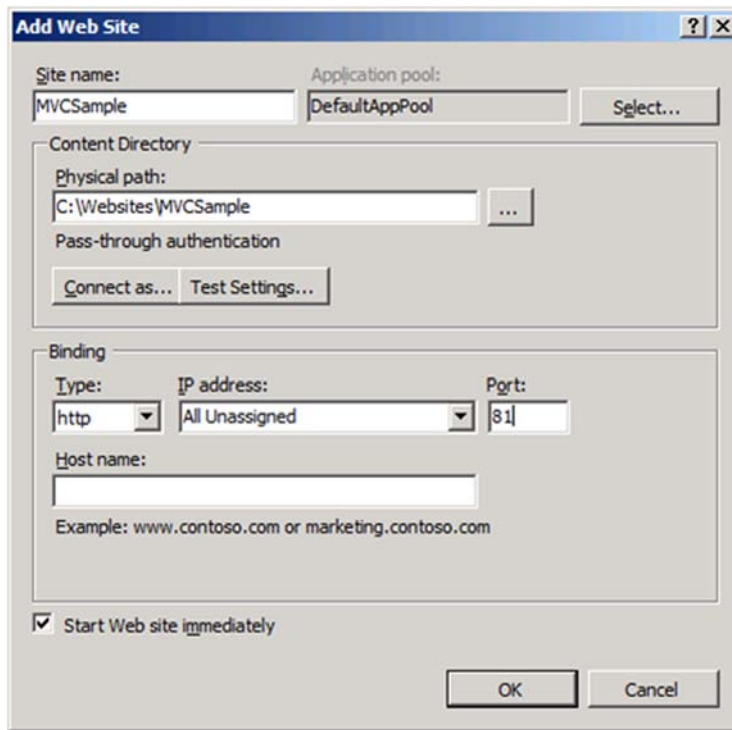 Add Web Site
Site name:
Application pool:
MVCSample
DefaultAppPool
Select...
Content Directory
Physical path:
C:\Websites\MVCSample
...
Pass-through authentication
Connect as...
Test Settings...
Binding
Type:
IP address:
Port:
http
All Unassigned
81
Host name:
Example: www.contoso.com or marketing.contoso.com
Start Web site immediately
OK
Cancel